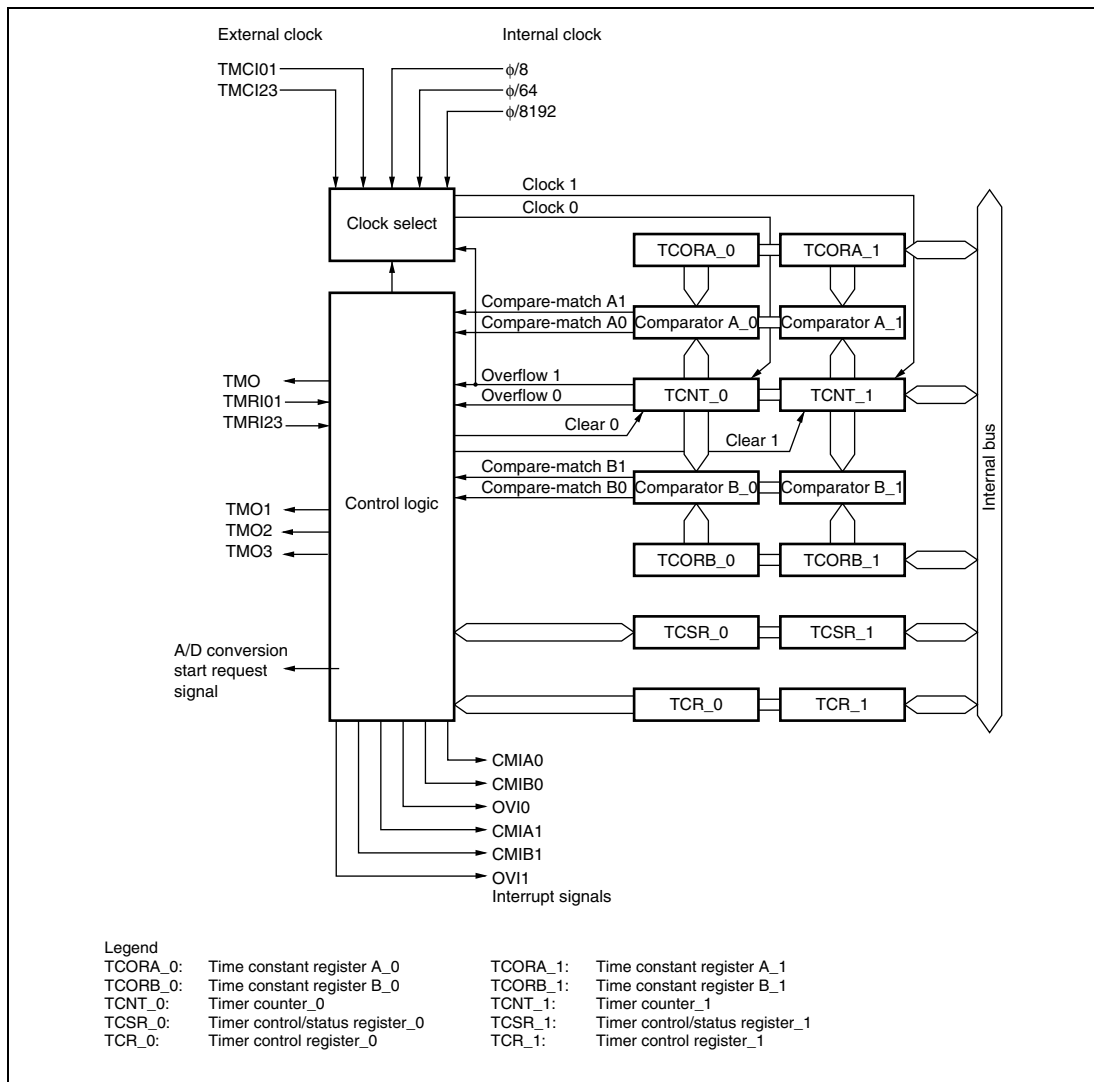 External clock
Internal clock
TMCI01
TMCI23
ϕ/8
ϕ/64
ϕ/8192
Clock 1
Clock 0
Clock select
TCORA_0
TCORA_1
Compare-match A1
Compare-match A0
Comparator A_0
Comparator A_1
TMO
TMRI01
TMRI23
Overflow 1
Overflow 0
TCNT_0
TCNT_1
Clear 0
Clear 1
Compare-match B1
Compare-match B0
Comparator B_0
Comparator B_1
Control logic
Internal bus
TMO1
TMO2
TMO3
TCORB_0
TCORB_1
TCSR_0
TCSR_1
A/D conversion
start request
signal
TCR_0
TCR_1
CMIA0
CMIB0
OVI0
CMIA1
CMIB1
OVI1
Interrupt signals
Legend
TCORA_0: Time constant register A_0 TCORA_1: Time constant register A_1
TCORB_0: Time constant register B_0 TCORB_1: Time constant register B_1
TCNT_0: Timer counter_0 TCNT_1: Timer counter_1
TCSR_0: Timer control/status register_0 TCSR_1: Timer control/status register_1
TCR_0: Timer control register_0 TCR_1: Timer control register_1